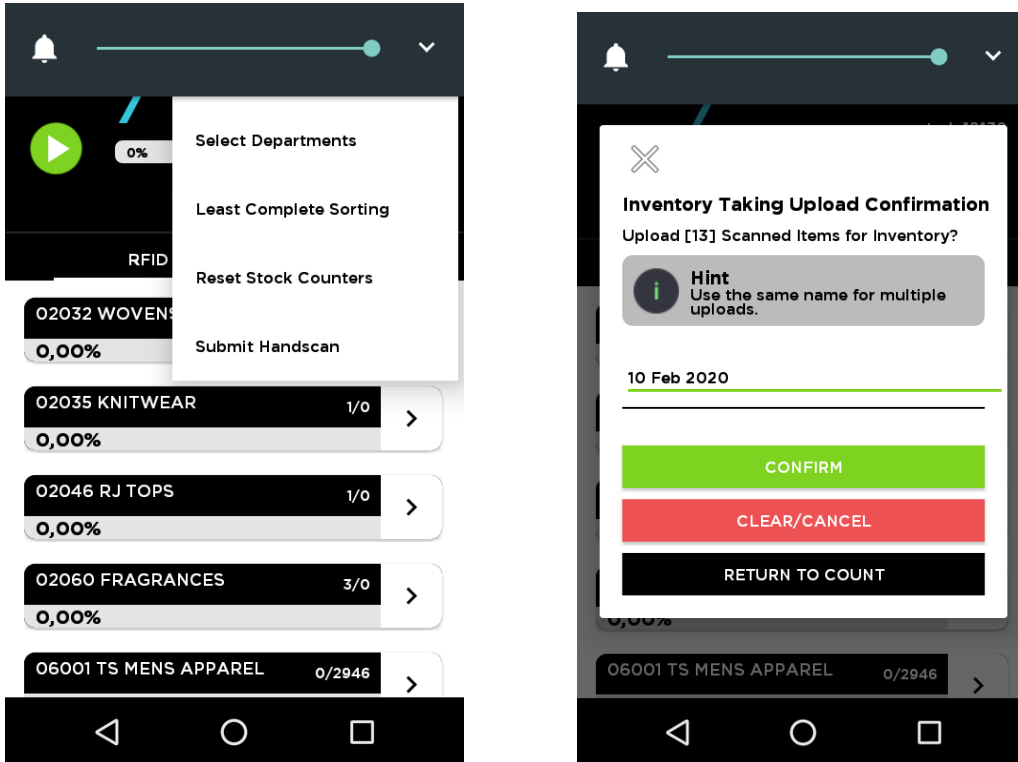 Select Departments
0%
Least Complete Sorting
RFID
Reset Stock Counters
02032 WOVENS
Submit Handscan
0,00%
02035 KNITWEAR 1/0
0,00%
02046 RJ TOPS 1/0
0,00%
02060 FRAGRANCES 3/0
0,00%
06001 TS MENS APPAREL 0/2946
Inventory Taking Upload Confirmation
Upload [13] Scanned Items for Inventory?
i
Hint
Use the same name for multiple
uploads.
10 Feb 2020
CONFIRM
CLEAR/CANCEL
RETURN TO COUNT
0,00%
06001 TS MENS APPAREL 0/2946